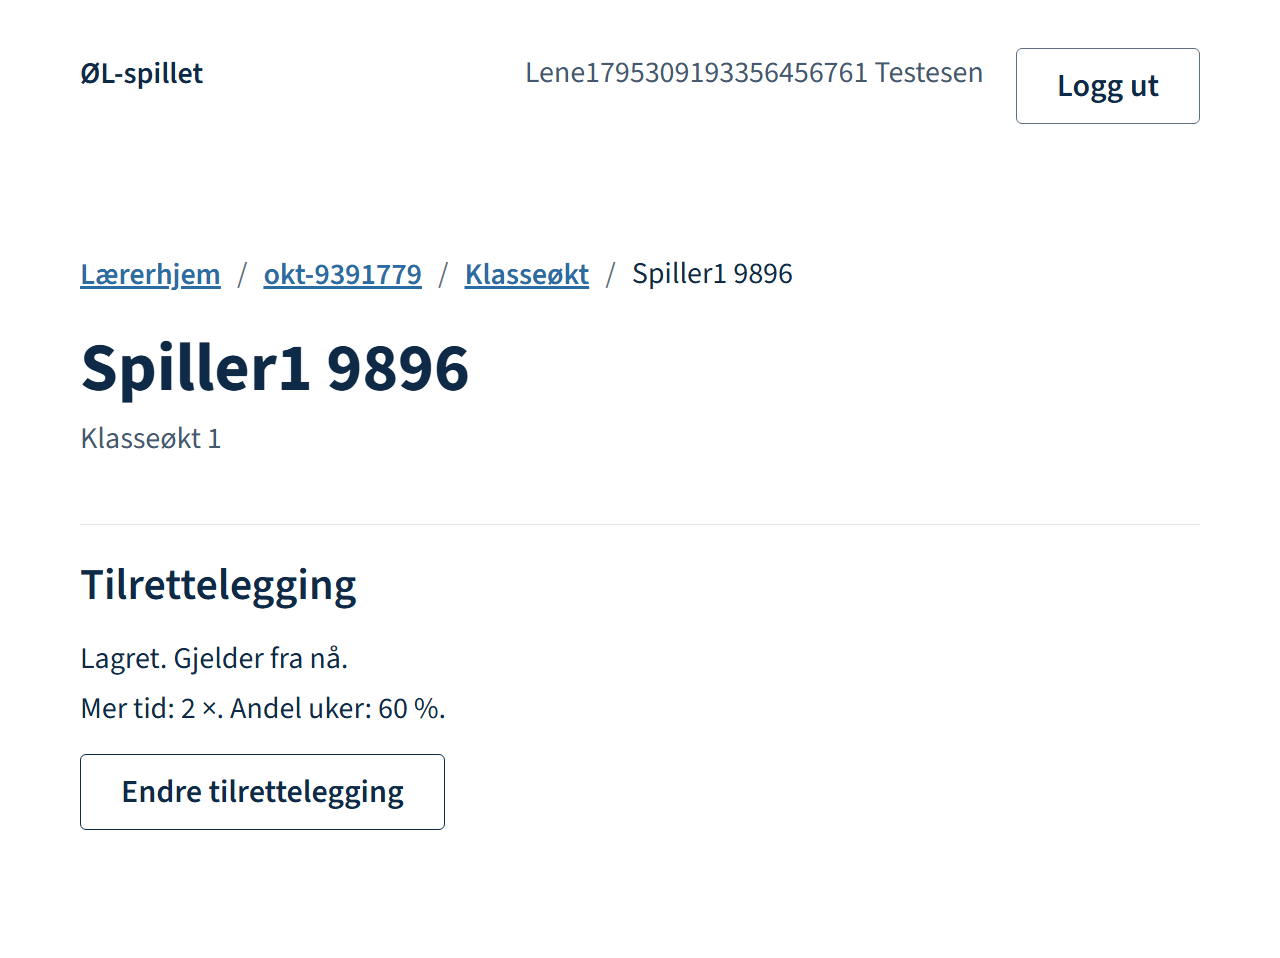 ØL-spillet
Lene1795309193356456761 Testesen
Logg ut
Lærerhjem / okt-9391779 / Klasseøkt / Spiller1 9896
Spiller1 9896
Klasseøkt 1
Tilrettelegging
Lagret. Gjelder fra nå.
Mer tid: 2 ×. Andel uker: 60 %.
Endre tilrettelegging